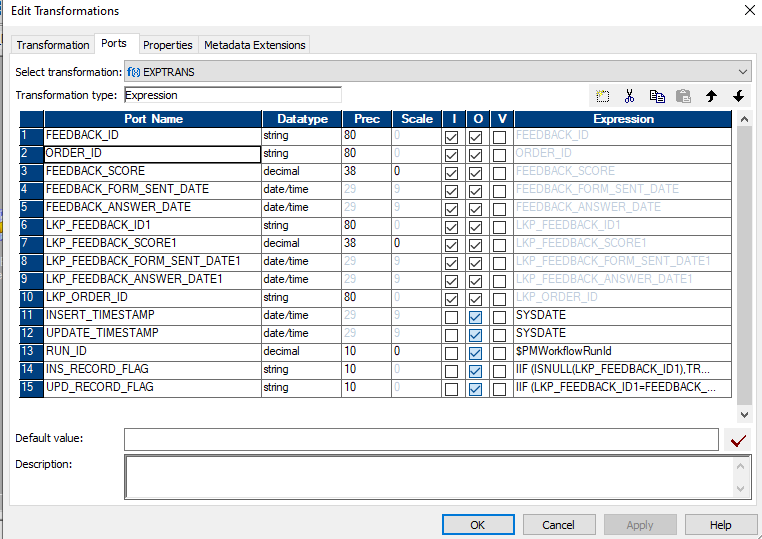 Edit Transformations
Transformation Ports Properties Metadata Extensions
Select transformation: f(x) EXPTRANS
Transformation type: Expression
Port Name Datatype Prec Scale I O V Expression
1 FEEDBACK_ID string 80 0 FEEDBACK_ID
2 ORDER_ID string 80 0 ORDER_ID
3 FEEDBACK_SCORE decimal 38 0 FEEDBACK_SCORE
4 FEEDBACK_FORM_SENT_DATE date/time 29 9 FEEDBACK_FORM_SENT_DATE
5 FEEDBACK_ANSWER_DATE date/time 29 9 FEEDBACK_ANSWER_DATE
6 LKP_FEEDBACK_ID1 string 80 0 LKP_FEEDBACK_ID1
7 LKP_FEEDBACK_SCORE1 decimal 38 0 LKP_FEEDBACK_SCORE1
8 LKP_FEEDBACK_FORM_SENT_DATE1 date/time 29 9 LKP_FEEDBACK_FORM_SENT_DATE1
9 LKP_FEEDBACK_ANSWER_DATE1 date/time 29 9 LKP_FEEDBACK_ANSWER_DATE1
10 LKP_ORDER_ID string 80 0 LKP_ORDER_ID
11 INSERT_TIMESTAMP date/time 29 9 SYSDATE
12 UPDATE_TIMESTAMP date/time 29 9 SYSDATE
13 RUN_ID decimal 10 0 $PMWorkflowRunId
14 INS_RECORD_FLAG string 10 0 IIF (ISNULL(LKP_FEEDBACK_ID1),TR...
15 UPD_RECORD_FLAG string 10 0 IIF (LKP_FEEDBACK_ID1=FEEDBACK_...
Default value:
Description:
OK Cancel Apply Help